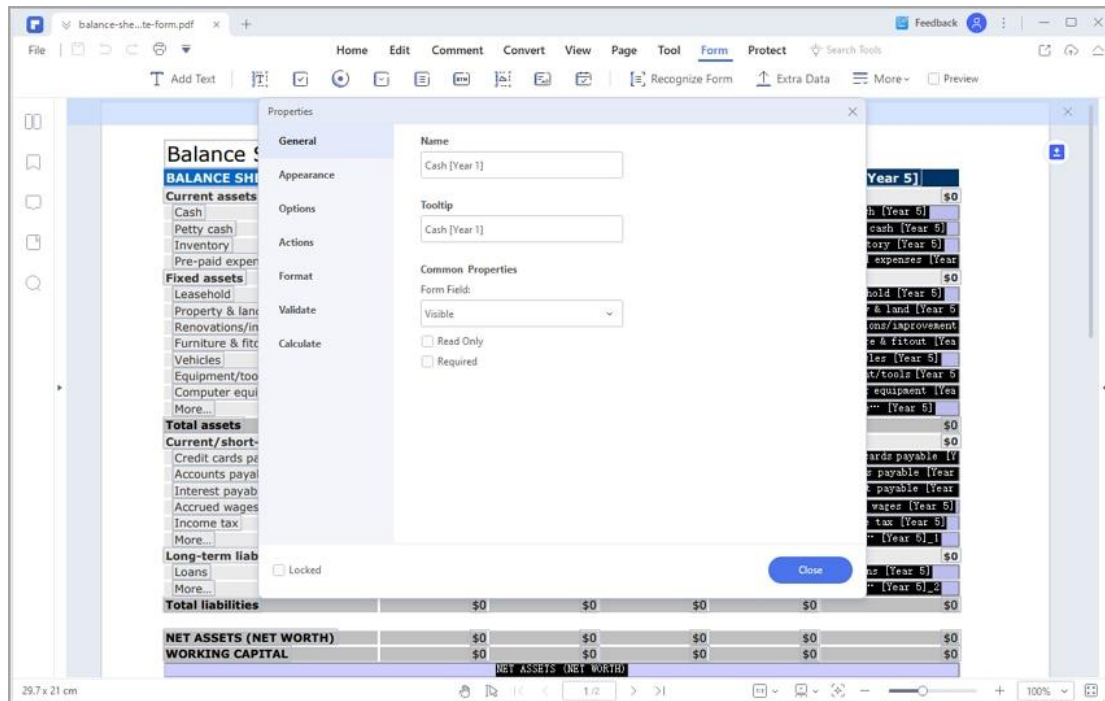 balance-she...te-form.pdf
Feedback
File
Home Edit Comment Convert View Page Tool Form Protect Search Tools
Add Text
BTN
Recognize Form Extra Data More Preview
Properties
General
Appearance
Options
Actions
Format
Validate
Calculate
Name
Cash [Year 1]
Tooltip
Cash [Year 1]
Common Properties
Form Field:
Visible
Read Only
Required
Locked
Close
Balance S
BALANCE SHE Year 5]
Current assets $0
Cash h [Year 5]
Petty cash cash [Year 5]
Inventory tory [Year 5]
Pre-paid exper expenses [Year
Fixed assets $0
Leasehold hold [Year 5]
Property & land & land [Year 5
Renovations/im ons/improvement
Furniture & fito e & fitout [Yea
Vehicles les [Year 5]
Equipment/too nt/tools [Year 5
Computer equi equipment [Yea
More... ... [Year 5]
Total assets $0
Current/short- $0
Credit cards pa ards payable [Y
Accounts payal s payable [Year
Interest payab t payable [Year
Accrued wages wages [Year 5]
Income tax tax [Year 5]
More... ... [Year 5]_1
Long-term liab $0
Loans ns [Year 5]
More... ... [Year 5]_2
Total liabilities $0 $0 $0 $0 $0
NET ASSETS (NET WORTH) $0 $0 $0 $0 $0
WORKING CAPITAL $0 $0 $0 $0 $0
NET ASSETS (NET WORTH)
29.7 x 21 cm
1 /2
100%